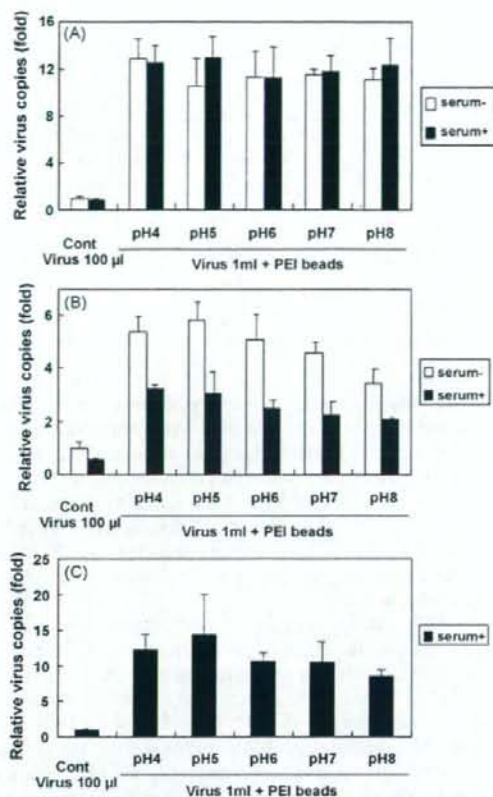 (A)
Relative virus copies (fold)
16
12
8
4
0
serum-
serum+
pH4 pH5 pH6 pH7 pH8
Cont
Virus 100 µl
Virus 1ml + PEI beads
(B)
Relative virus copies (fold)
6
4
2
0
serum-
serum+
pH4 pH5 pH6 pH7 pH8
Cont
Virus 100 µl
Virus 1ml + PEI beads
(C)
Relative virus copies (fold)
25
20
15
10
5
0
serum+
pH4 pH5 pH6 pH7 pH8
Cont
Virus 100 µl
Virus 1ml + PEI beads